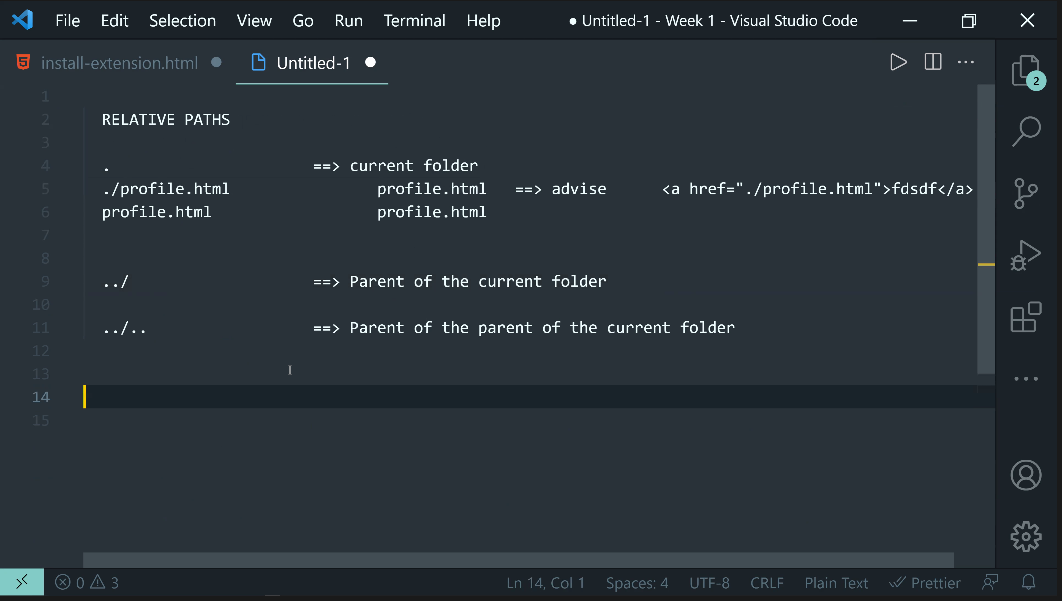 File Edit Selection View Go Run Terminal Help ● Untitled-1 - Week 1 - Visual Studio Code
install-extension.html Untitled-1
1
2 RELATIVE PATHS
3
4 . ==> current folder
5 ./profile.html profile.html ==> advise <a href="./profile.html">fdsdf</a>
6 profile.html profile.html
7
8
9 ../ ==> Parent of the current folder
10
11 ../.. ==> Parent of the parent of the current folder
12
13
14
15
2
0 3 Ln 14, Col 1 Spaces: 4 UTF-8 CRLF Plain Text Prettier